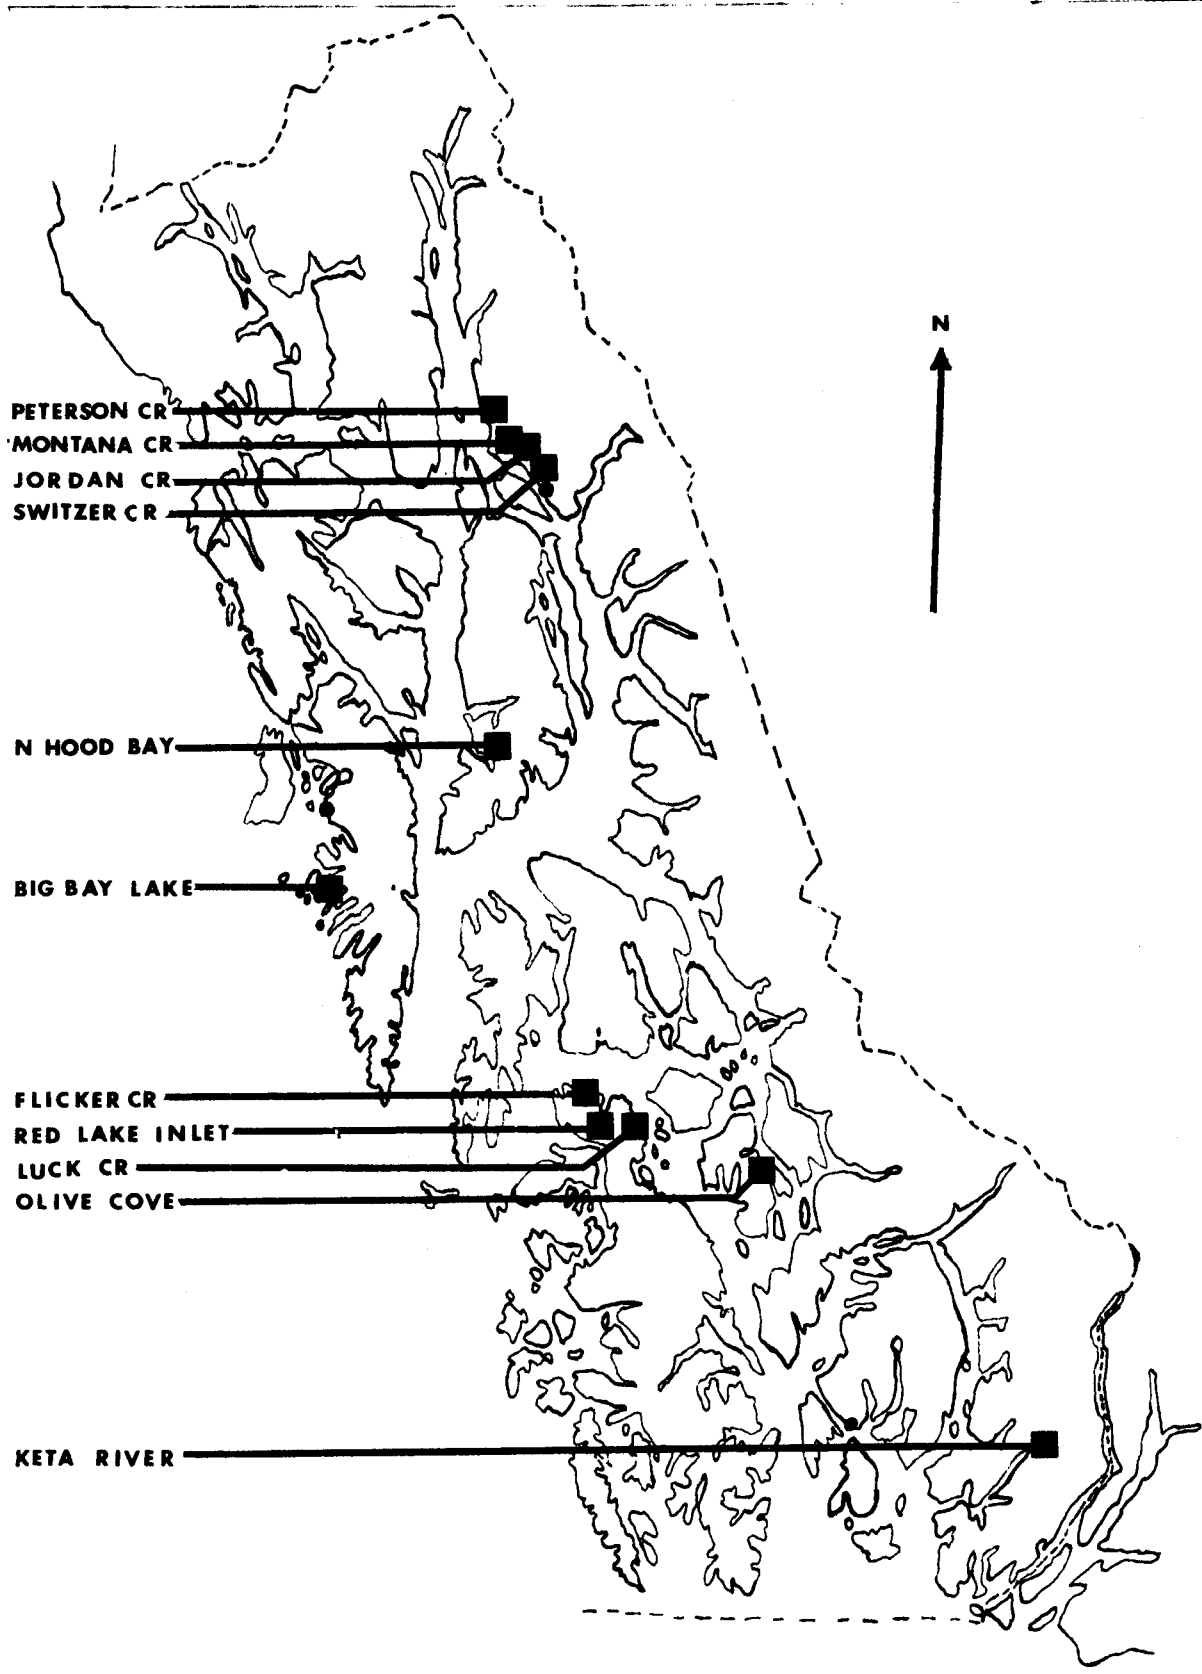 N
PETERSON CR
MONTANA CR
JORDAN CR
SWITZER CR
N HOOD BAY
BIG BAY LAKE
FLICKER CR
RED LAKE INLET
LUCK CR
OLIVE COVE
KETA RIVER